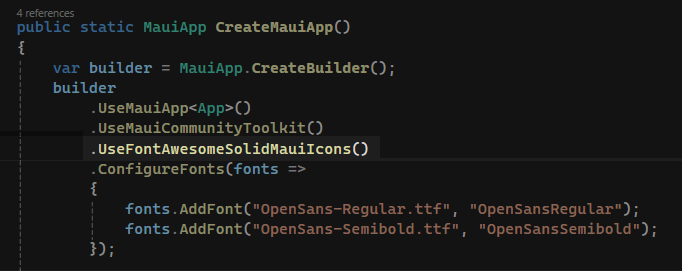 4 references
public static MauiApp CreateMauiApp()
{
var builder = MauiApp.CreateBuilder();
builder
.UseMauiApp<App>()
.UseMauiCommunityToolkit()
.UseFontAwesomeSolidMauiIcons()
.ConfigureFonts(fonts =>
{
fonts.AddFont("OpenSans-Regular.ttf", "OpenSansRegular");
fonts.AddFont("OpenSans-Semibold.ttf", "OpenSansSemibold");
});